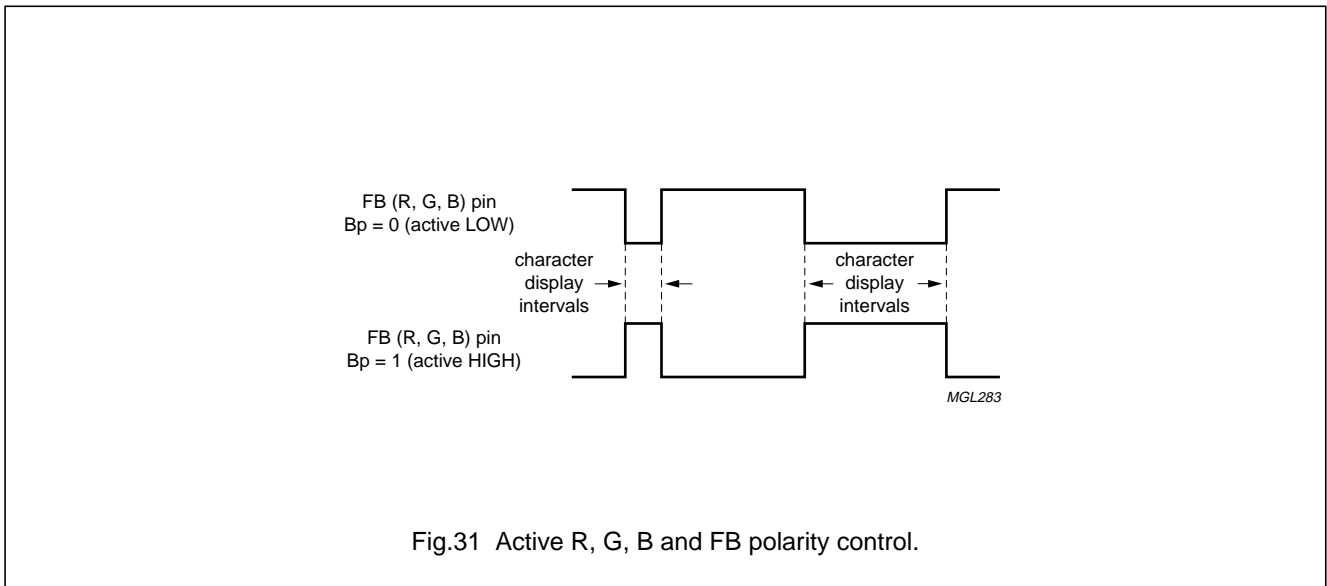 FB (R, G, B) pin
Bp = 0 (active LOW)
character
display
intervals
character
display
intervals
FB (R, G, B) pin
Bp = 1 (active HIGH)
MGL283
Fig.31 Active R, G, B and FB polarity control.